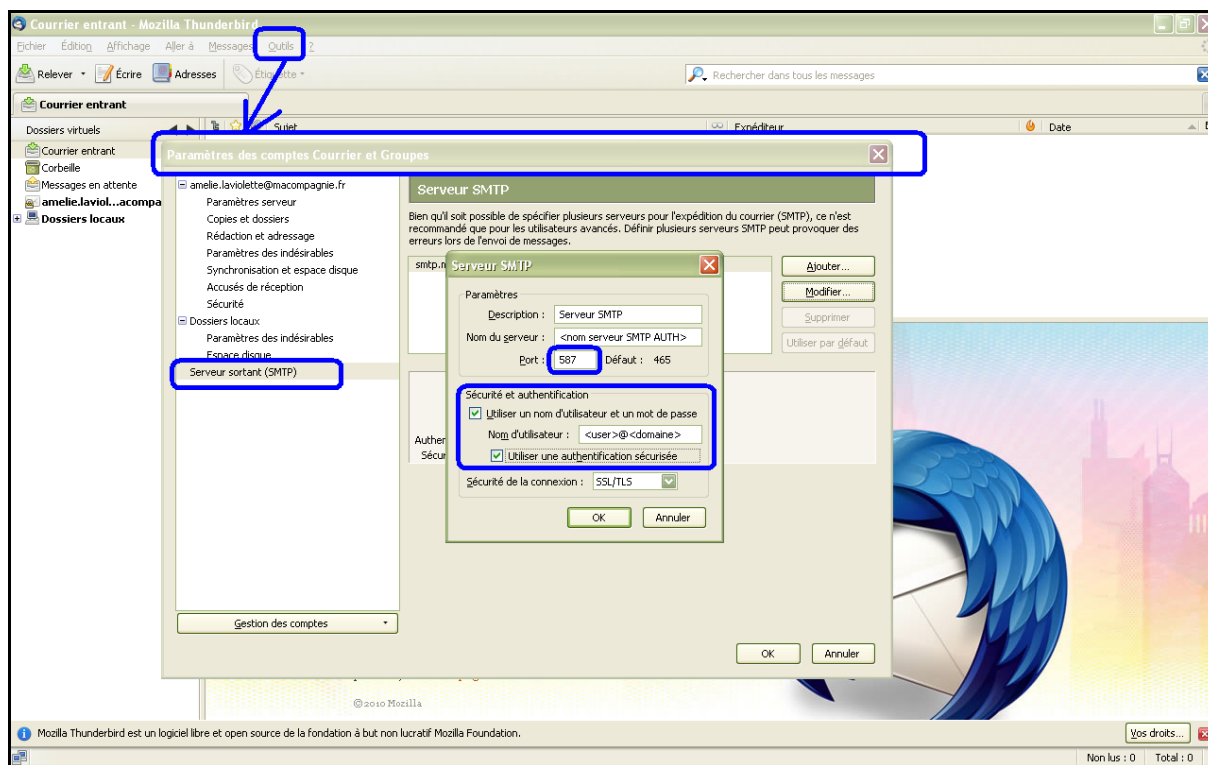 Courrier entrant - Mozilla Thunderbird
Fichier Édition Affichage Aller à Messages Outils ?
Relever Écrire Adresses Étiquette Rechercher dans tous les messages
Courrier entrant
Dossiers virtuels Sujet Expéditeur Date
Courrier entrant
Corbeille
Messages en attente
amelie.laviol...acompa
Dossiers locaux
Paramètres des comptes Courrier et Groupes
amelie.laviolette@macompagnie.fr
Paramètres serveur
Copies et dossiers
Rédaction et adressage
Paramètres des indésirables
Synchronisation et espace disque
Accusés de réception
Sécurité
Dossiers locaux
Paramètres des indésirables
Espace disque
Serveur sortant (SMTP)
Gestion des comptes
Serveur SMTP
Bien qu'il soit possible de spécifier plusieurs serveurs pour l'expédition du courrier (SMTP), ce n'est
recommandé que pour les utilisateurs avancés. Définir plusieurs serveurs SMTP peut provoquer des
erreurs lors de l'envoi de messages.
smtp.n
Ajouter...
Modifier...
Supprimer
Utiliser par défaut
Authen
Sécur
Serveur SMTP
Paramètres
Description : Serveur SMTP
Nom du serveur : <nom serveur SMTP AUTH>
Port : 587 Défaut : 465
Sécurité et authentification
Utiliser un nom d'utilisateur et un mot de passe
Nom d'utilisateur : <user>@<domaine>
Utiliser une authentification sécurisée
Sécurité de la connexion : SSL/TLS
OK Annuler
OK Annuler
©2010 Mozilla
Mozilla Thunderbird est un logiciel libre et open source de la fondation à but non lucratif Mozilla Foundation. Vos droits...
Non lus : 0 Total : 0